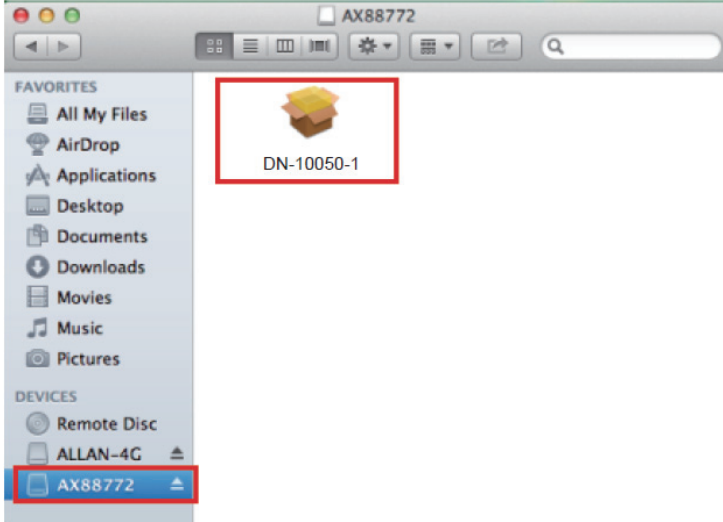 AX88772
FAVORITES
All My Files
AirDrop
Applications
Desktop
Documents
Downloads
Movies
Music
Pictures
DEVICES
Remote Disc
ALLAN-4G
AX88772
DN-10050-1